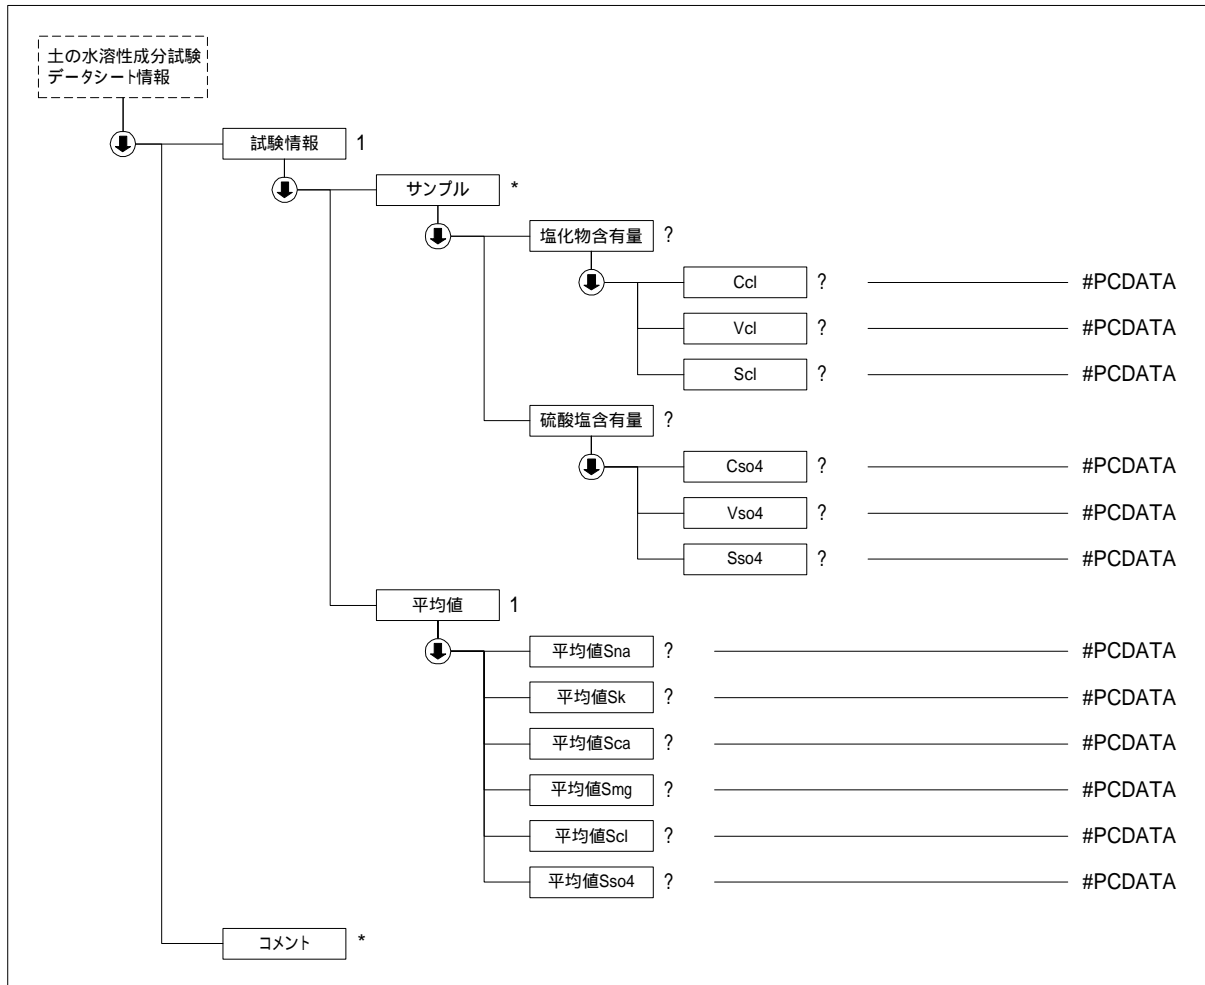 土の水溶性成分試験
データシート情報
試験情報 1
サンプル *
塩化物含有量 ?
Ccl ? #PCDATA
Vcl ? #PCDATA
Scl ? #PCDATA
硫酸塩含有量 ?
Cso4 ? #PCDATA
Vso4 ? #PCDATA
Sso4 ? #PCDATA
平均値 1
平均値Sna ? #PCDATA
平均値Sk ? #PCDATA
平均値Sca ? #PCDATA
平均値Smg ? #PCDATA
平均値Scl ? #PCDATA
平均値Sso4 ? #PCDATA
コメント *